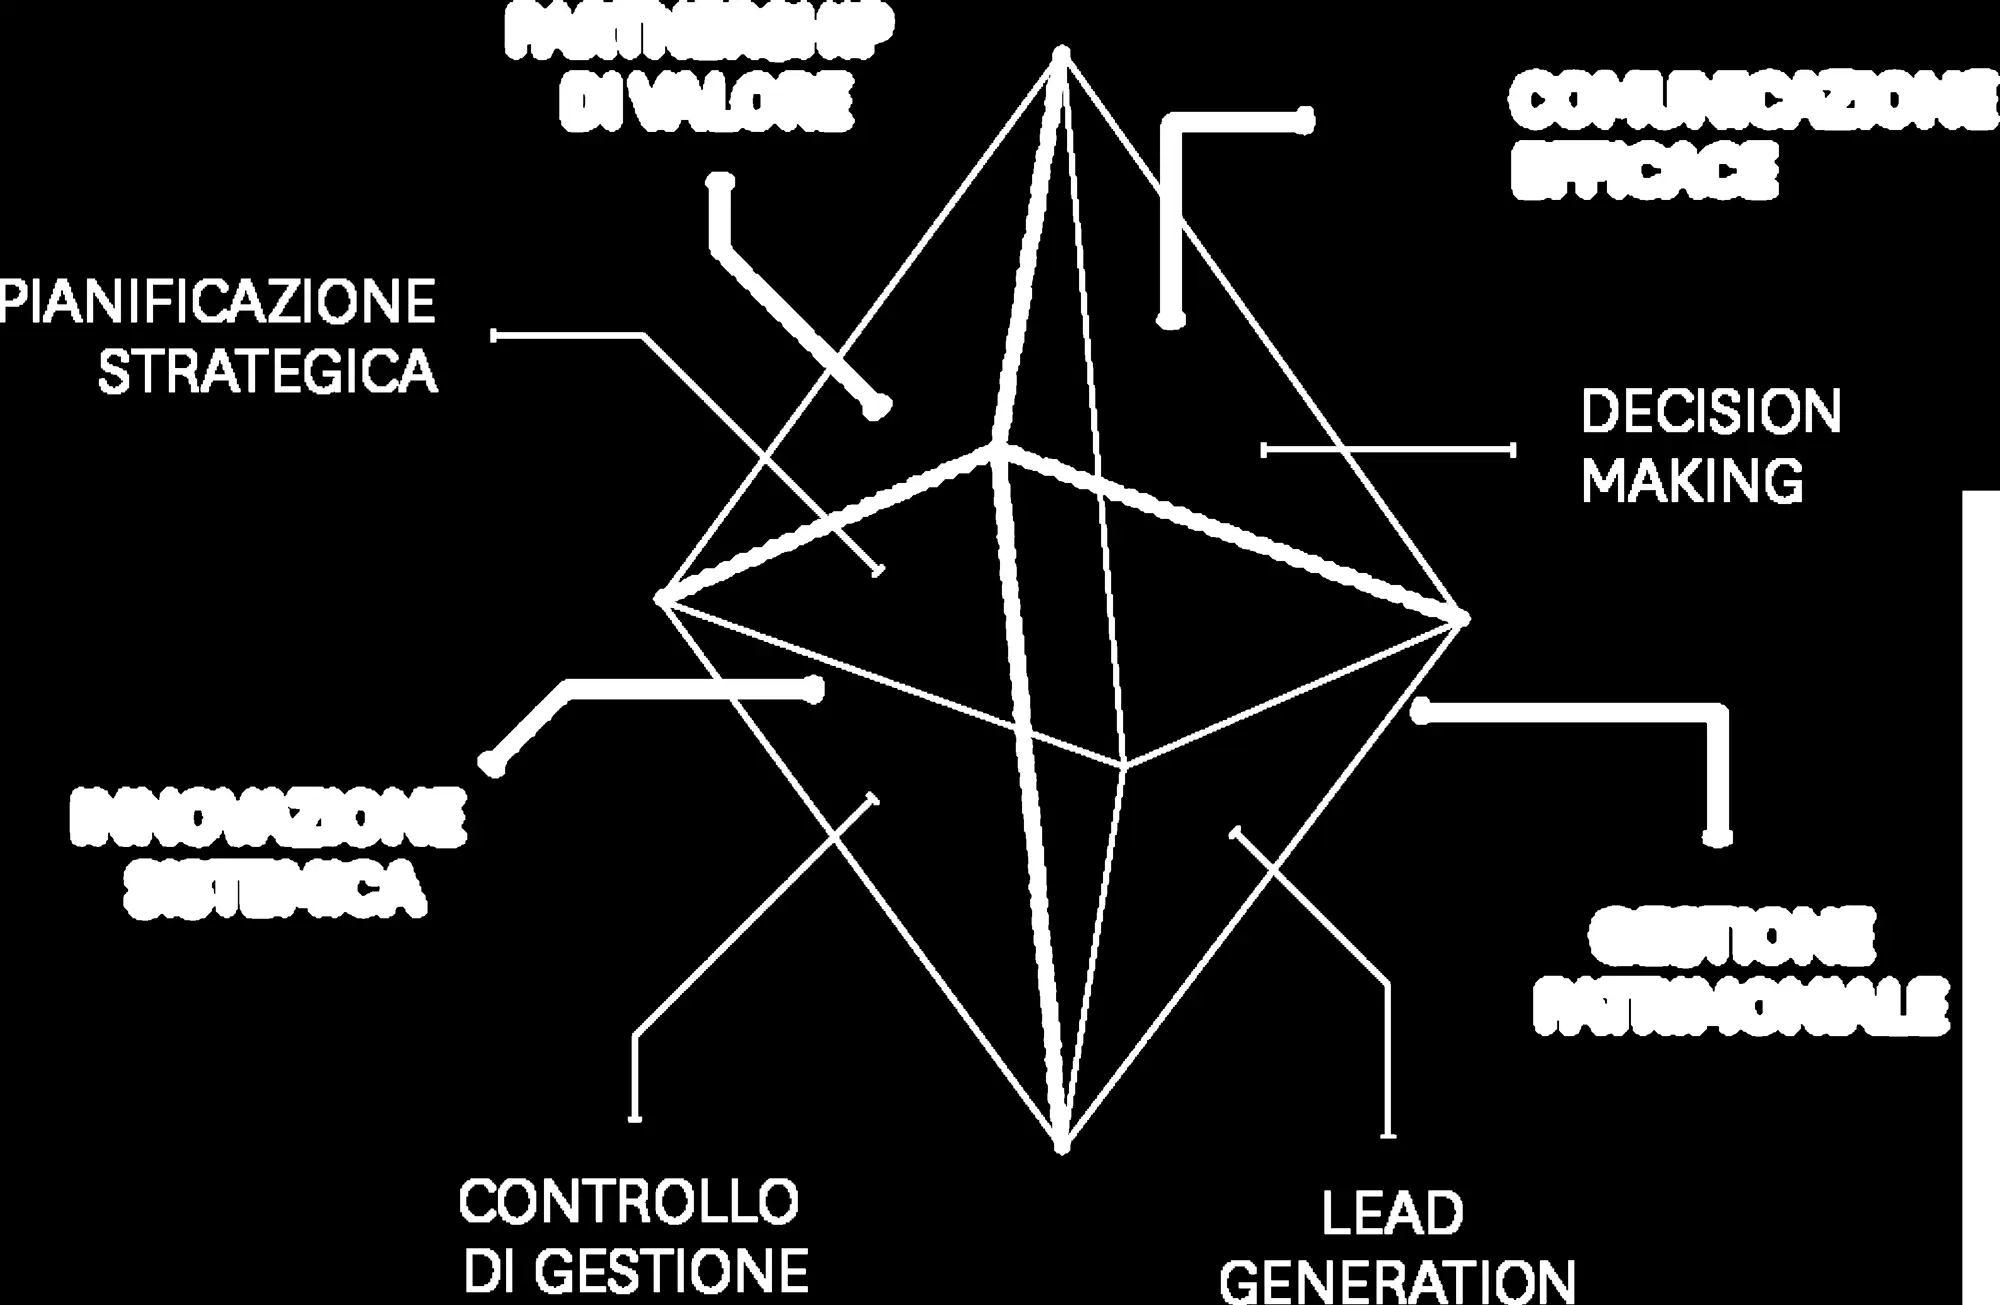 PARTNERSHIP
DI VALORE
COMUNICAZIONE
EFFICACE
PIANIFICAZIONE
STRATEGICA
DECISION
MAKING
INNOVAZIONE
SISTEMICA
GESTIONE
PATRIMONIALE
CONTROLLO
DI GESTIONE
LEAD
GENERATION